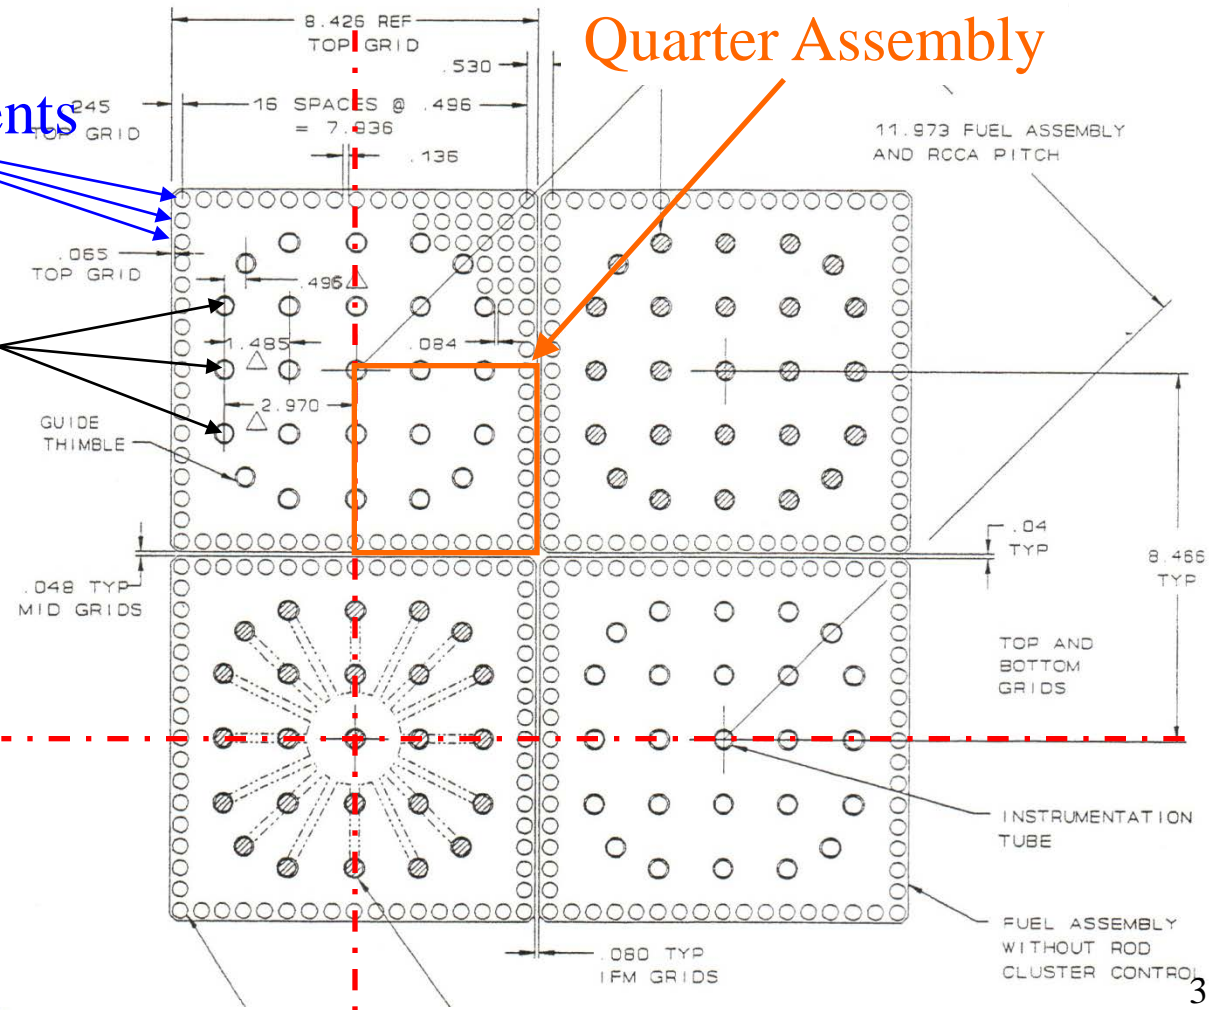 8.426 REF
TOP GRID
Quarter Assembly
.530
ents
.245
TOP GRID
16 SPACES @ .496
= 7.936
.136
11.973 FUEL ASSEMBLY
AND RCCA PITCH
.065
TOP GRID
.496
1.485
.084
2.970
GUIDE
THIMBLE
.04
TYP
8.466
TYP
.048 TYP
MID GRIDS
TOP AND
BOTTOM
GRIDS
INSTRUMENTATION
TUBE
FUEL ASSEMBLY
WITHOUT ROD
CLUSTER CONTROL
.060 TYP
IFM GRIDS
3